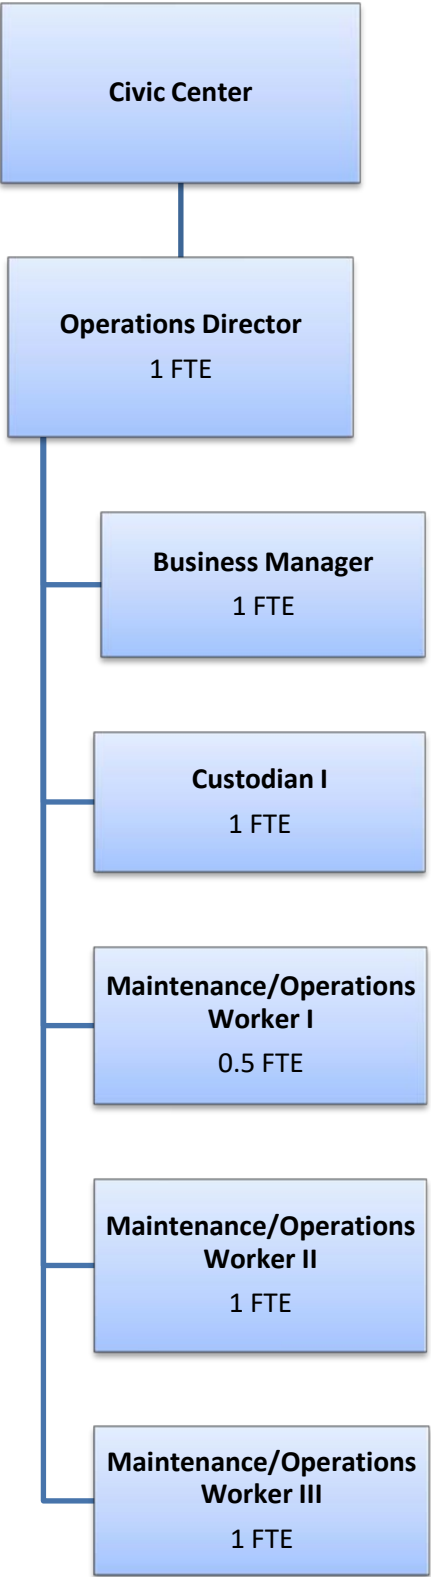 Civic Center
Operations Director
1 FTE
Business Manager
1 FTE
Custodian I
1 FTE
Maintenance/Operations
Worker I
0.5 FTE
Maintenance/Operations
Worker II
1 FTE
Maintenance/Operations
Worker III
1 FTE